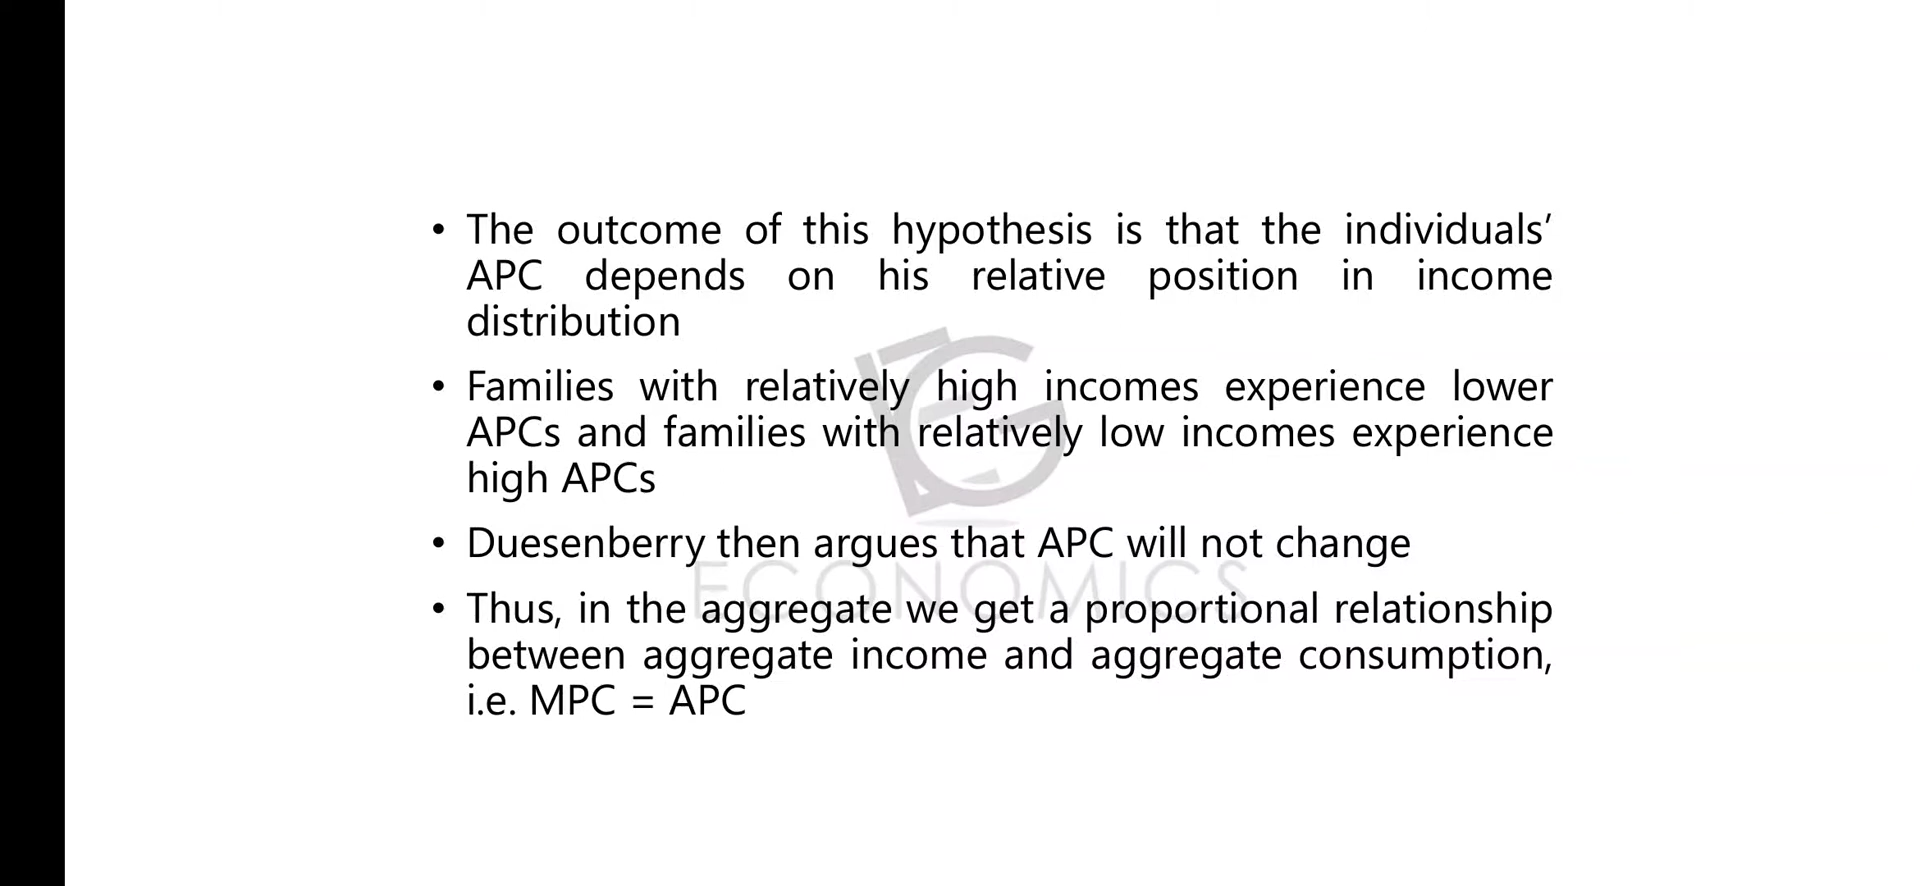 • The outcome of this hypothesis is that the individuals’
APC depends on his relative position in income
distribution
• Families with relatively high incomes experience lower
APCs and families with relatively low incomes experience
high APCs
• Duesenberry then argues that APC will not change
ECONOMICS
• Thus, in the aggregate we get a proportional relationship
between aggregate income and aggregate consumption,
i.e. MPC = APC